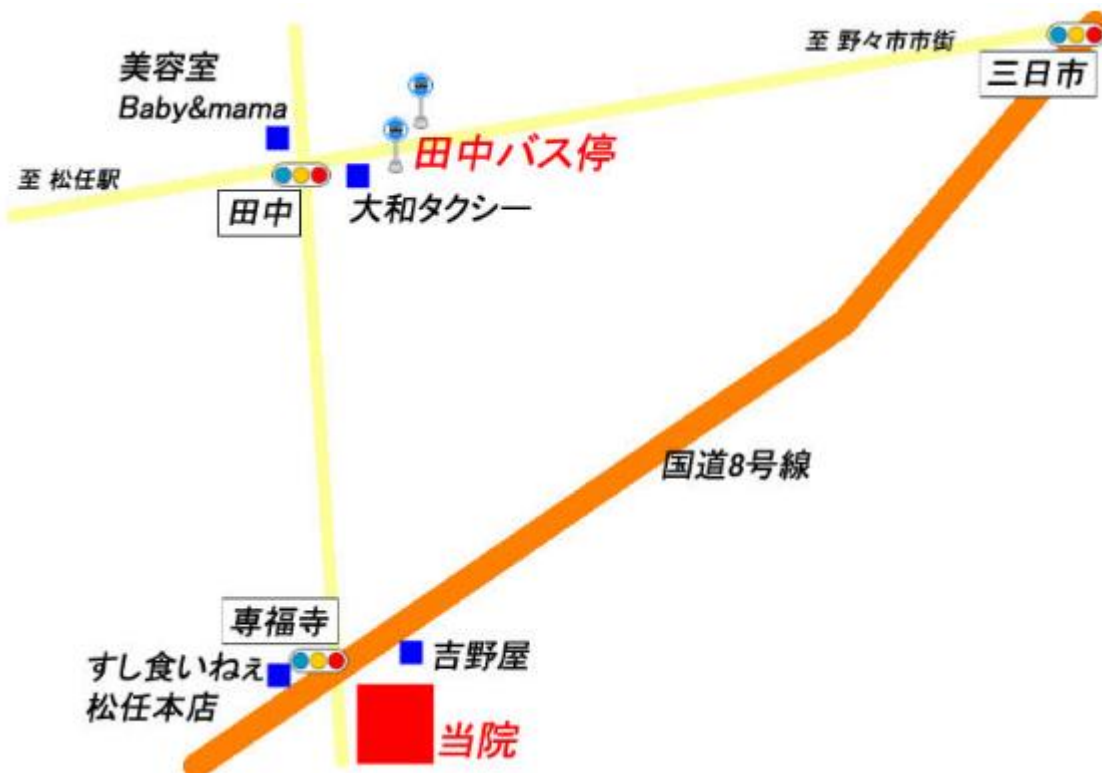 至 野々市市街
三日市
美容室
Baby&mama
田中バス停
至 松任駅
田中
大和タクシー
国道8号線
専福寺
すし食いねぇ
松任本店
吉野屋
当院